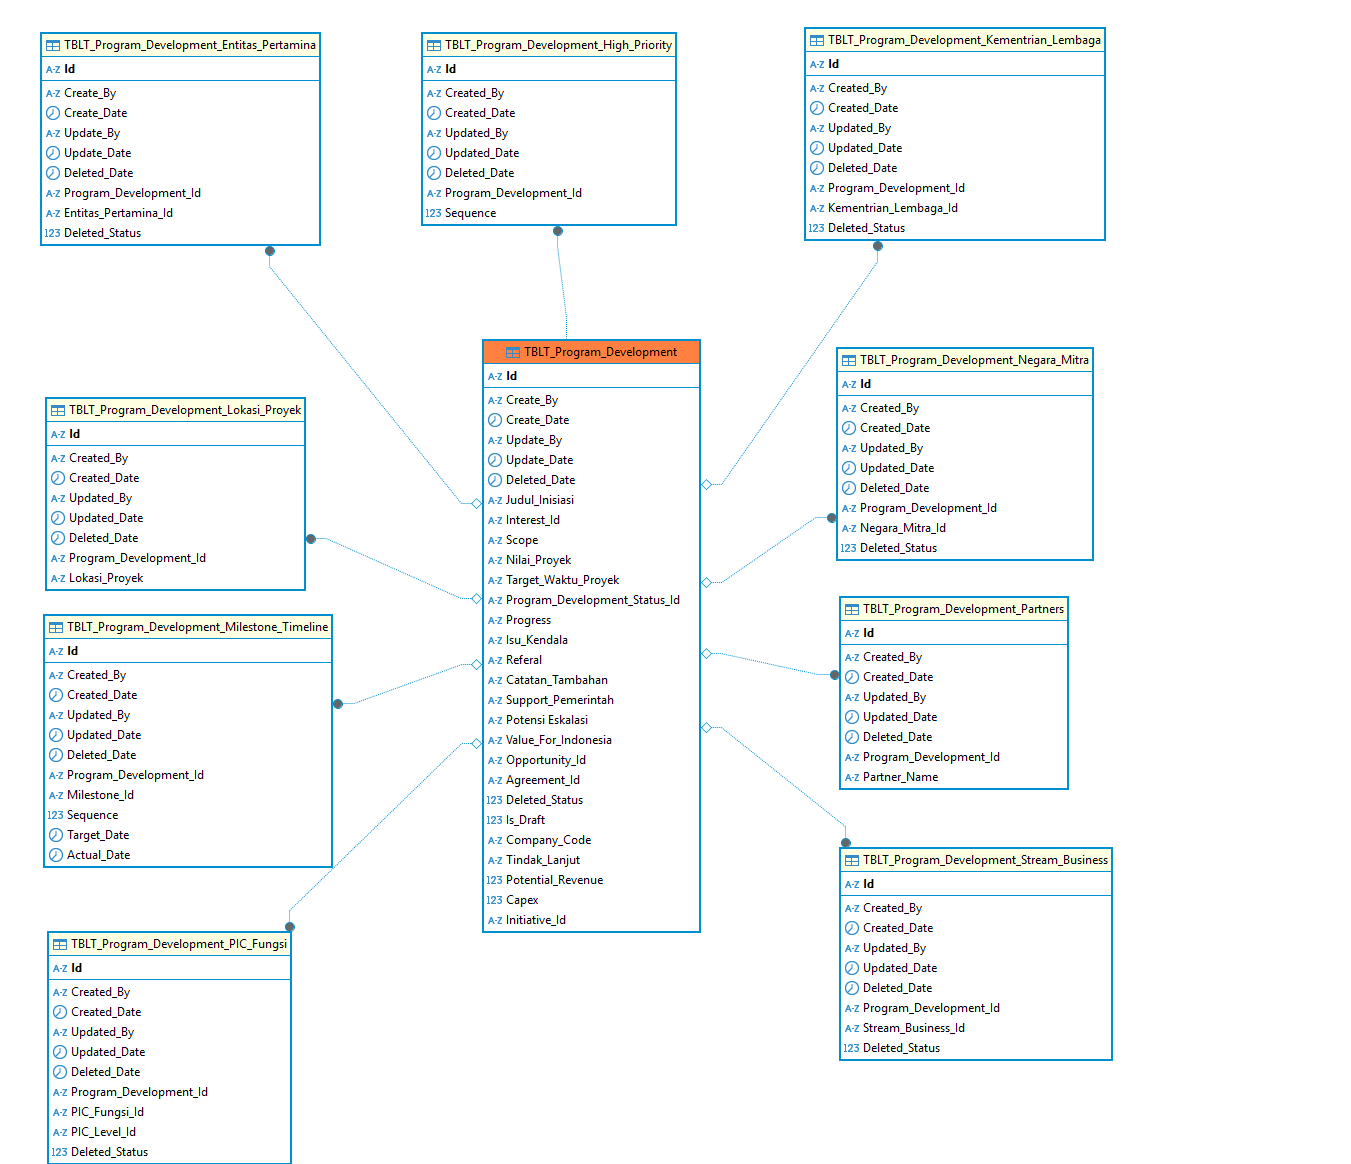 TBLT_Program_Development_Entitas_Pertamina
A-Z Id
A-Z Create_By
Create_Date
A-Z Update_By
Update_Date
Deleted_Date
A-Z Program_Development_Id
A-Z Entitas_Pertamina_Id
123 Deleted_Status
TBLT_Program_Development_High_Priority
A-Z Id
A-Z Created_By
Created_Date
A-Z Updated_By
Updated_Date
Deleted_Date
A-Z Program_Development_Id
123 Sequence
TBLT_Program_Development_Kementrian_Lembaga
A-Z Id
A-Z Created_By
Created_Date
A-Z Updated_By
Updated_Date
Deleted_Date
A-Z Program_Development_Id
A-Z Kementrian_Lembaga_Id
123 Deleted_Status
TBLT_Program_Development_Lokasi_Proyek
A-Z Id
A-Z Created_By
Created_Date
A-Z Updated_By
Updated_Date
Deleted_Date
A-Z Program_Development_Id
A-Z Lokasi_Proyek
TBLT_Program_Development
A-Z Id
A-Z Create_By
Create_Date
A-Z Update_By
Update_Date
Deleted_Date
A-Z Judul_Inisiasi
A-Z Interest_Id
A-Z Scope
A-Z Nilai_Proyek
A-Z Target_Waktu_Proyek
A-Z Program_Development_Status_Id
A-Z Progress
A-Z Isu_Kendala
A-Z Referal
A-Z Catatan_Tambahan
A-Z Support_Pemerintah
A-Z Potensi Eskalasi
A-Z Value_For_Indonesia
A-Z Opportunity_Id
A-Z Agreement_Id
123 Deleted_Status
123 Is_Draft
A-Z Company_Code
A-Z Tindak_Lanjut
123 Potential_Revenue
123 Capex
A-Z Initiative_Id
TBLT_Program_Development_Negara_Mitra
A-Z Id
A-Z Created_By
Created_Date
A-Z Updated_By
Updated_Date
Deleted_Date
A-Z Program_Development_Id
A-Z Negara_Mitra_Id
123 Deleted_Status
TBLT_Program_Development_Milestone_Timeline
A-Z Id
A-Z Created_By
Created_Date
A-Z Updated_By
Updated_Date
Deleted_Date
A-Z Program_Development_Id
A-Z Milestone_Id
123 Sequence
Target_Date
Actual_Date
TBLT_Program_Development_Partners
A-Z Id
A-Z Created_By
Created_Date
A-Z Updated_By
Updated_Date
Deleted_Date
A-Z Program_Development_Id
A-Z Partner_Name
TBLT_Program_Development_PIC_Fungsi
A-Z Id
A-Z Created_By
Created_Date
A-Z Updated_By
Updated_Date
Deleted_Date
A-Z Program_Development_Id
A-Z PIC_Fungsi_Id
A-Z PIC_Level_Id
123 Deleted_Status
TBLT_Program_Development_Stream_Business
A-Z Id
A-Z Created_By
Created_Date
A-Z Updated_By
Updated_Date
Deleted_Date
A-Z Program_Development_Id
A-Z Stream_Business_Id
123 Deleted_Status